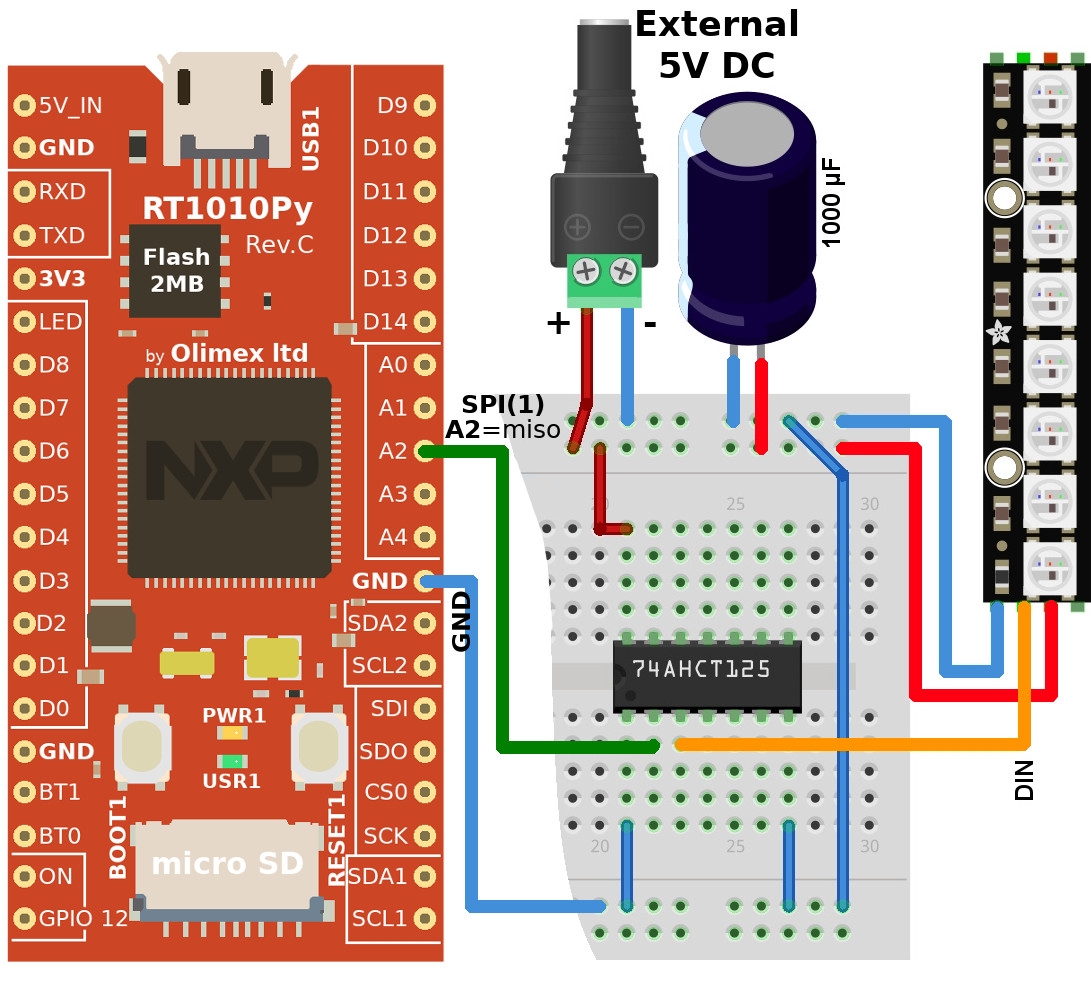 External
5V DC
1000 µF
+
-
5V_IN
GND
RXD
TXD
3V3
LED
D8
D7
D6
D5
D4
D3
D2
D1
D0
GND
BT1
BT0
ON
GPIO 12
USB1
RT1010Py
Rev.C
Flash
2MB
by Olimex ltd
NXP
PWR1
USR1
BOOT1
RESET1
micro SD
D9
D10
D11
D12
D13
D14
A0
A1
A2
A3
A4
GND
SDA2
SCL2
SDI
SDO
CS0
SCK
SDA1
SCL1
SPI(1)
A2=miso
GND
20 25 30
74AHCT125
20 25 30
DIN